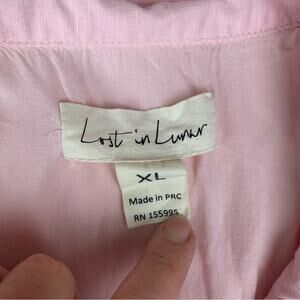 Lost in Lunar
XL
Made in PRC
RN 155995